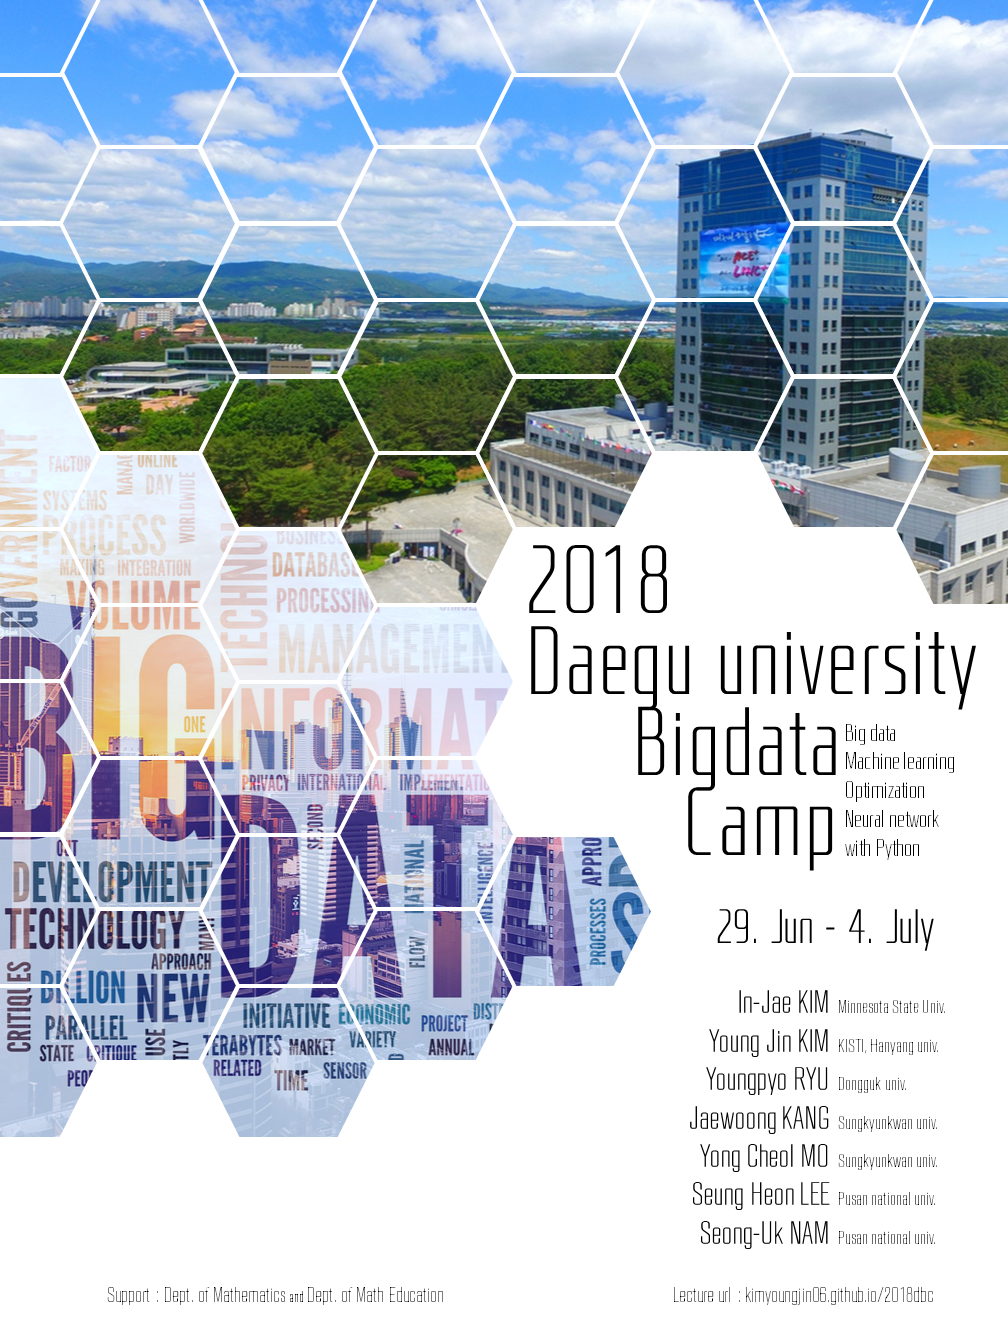 FACTOR
ONLINE
DAY
SYSTEMS
WORLDWIDE
GOVERNMENT
PROCESS
MAKING INTEGRATION
VOLUME
BUSINESS
DATABASE
PROCESSING
MANAGEMENT
BIG
ONE
PRIVACY INTERNATIONAL
SECOND
DATA
NATIONAL
DEVELOPMENT
TECHNOLOGY
APPROACH
PROCESSES
FLOW
CRITIQUES
BILLION
NEW
PARALLEL
USE
STATE CRITIQUE
INITIATIVE ECONOMIC
VARIETY
PROJECT
TERABYTES MARKET
ANNUAL
RELATED
TIME
SENSOR
2018
Daegu university
Bigdata
Camp
Big data
Machine learning
Optimization
Neural network
with Python
29. Jun - 4. July
In-Jae KIM Minnesota State Univ.
Young Jin KIM KISTI, Hanyang univ.
Youngpyo RYU Dongguk univ.
Jaewoong KANG Sungkyunkwan univ.
Yong Cheol MO Sungkyunkwan univ.
Seung Heon LEE Pusan national univ.
Seong-Uk NAM Pusan national univ.
Support : Dept. of Mathematics and Dept. of Math Education
Lecture url : kimyoungjin06.github.io/2018dbc